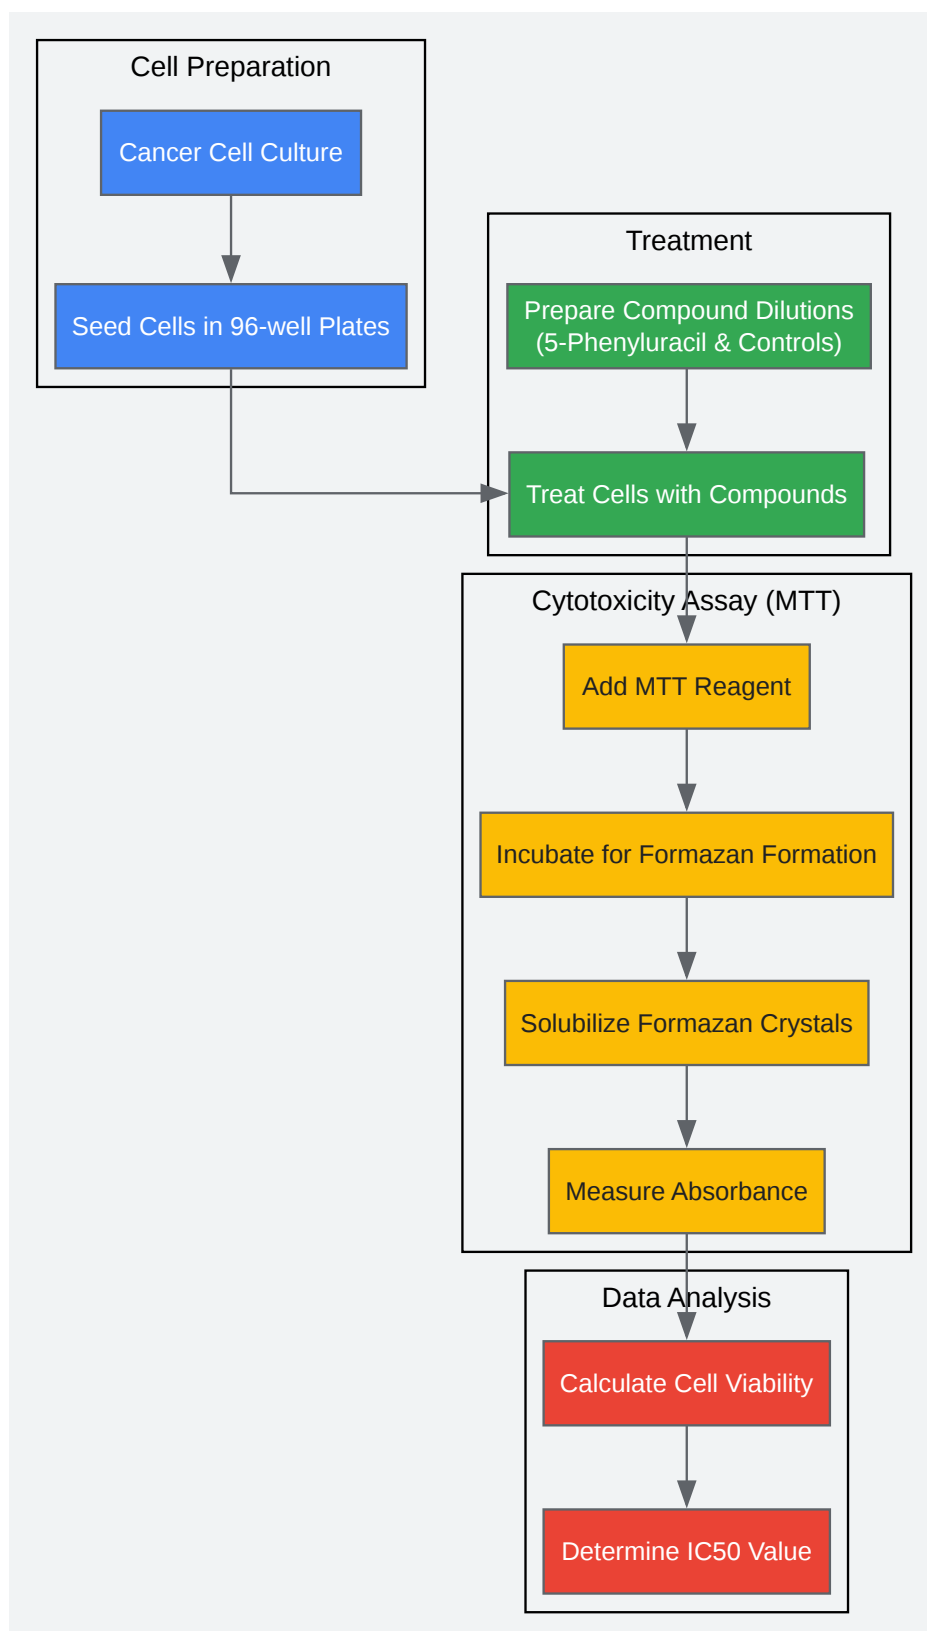 Cell Preparation
Cancer Cell Culture
Seed Cells in 96-well Plates
Treatment
Prepare Compound Dilutions
(5-Phenyluracil & Controls)
Treat Cells with Compounds
Cytotoxicity Assay (MTT)
Add MTT Reagent
Incubate for Formazan Formation
Solubilize Formazan Crystals
Measure Absorbance
Data Analysis
Calculate Cell Viability
Determine IC50 Value